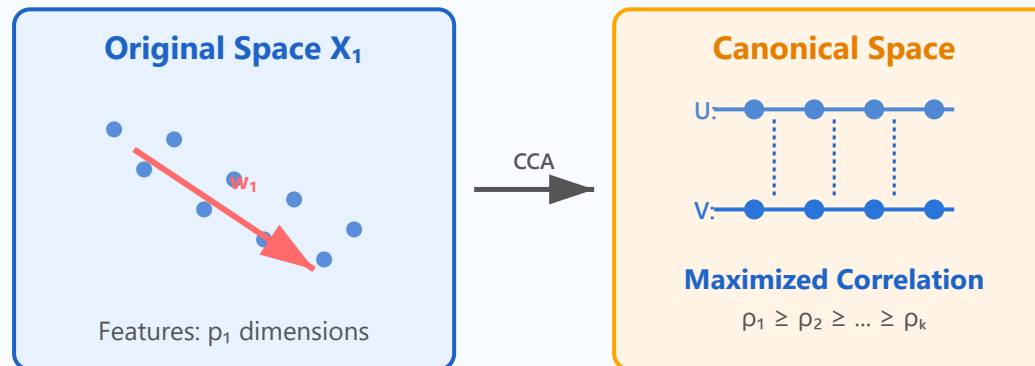 Original Space X₁
w₁
Features: p₁ dimensions
CCA
Canonical Space
U:
V:
Maximized Correlation
ρ₁ ≥ ρ₂ ≥ ... ≥ ρₖ